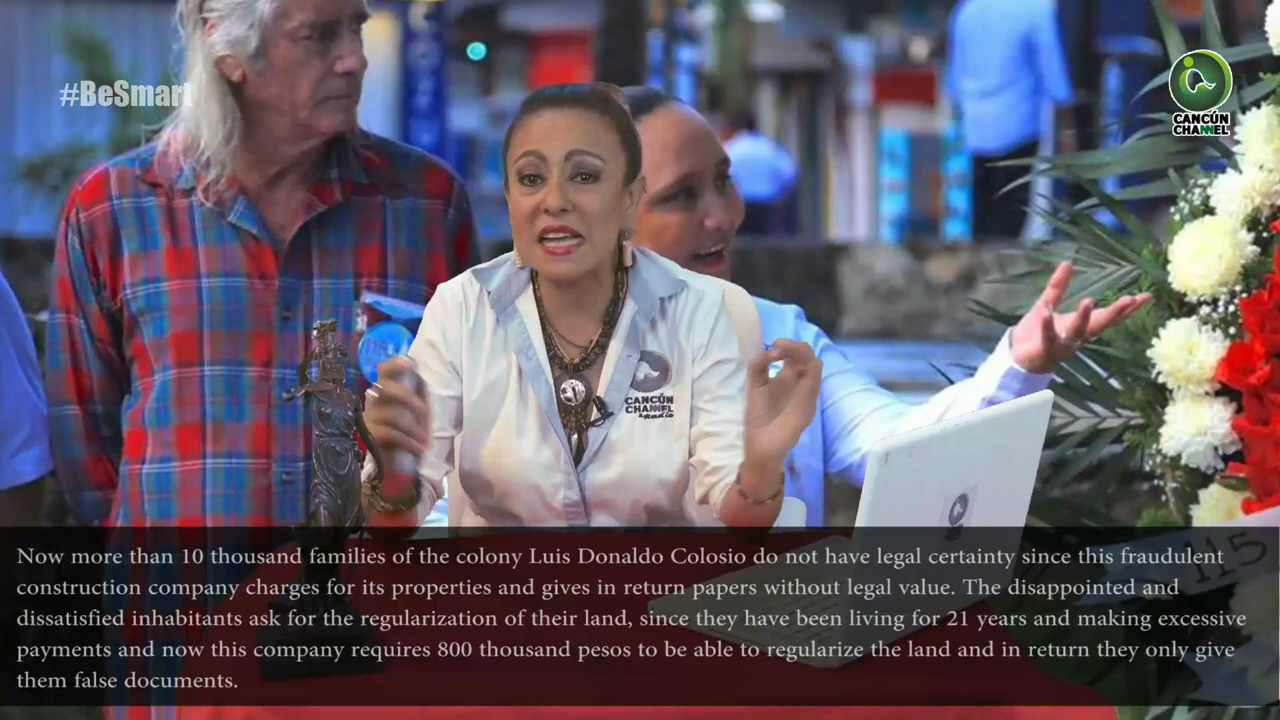 #BeSmart
CANCÚN
CHANNEL
CANCÚN
CHANNEL
& Radio
115
Now more than 10 thousand families of the colony Luis Donaldo Colosio do not have legal certainty since this fraudulent
construction company charges for its properties and gives in return papers without legal value. The disappointed and
dissatisfied inhabitants ask for the regularization of their land, since they have been living for 21 years and making excessive
payments and now this company requires 800 thousand pesos to be able to regularize the land and in return they only give
them false documents.